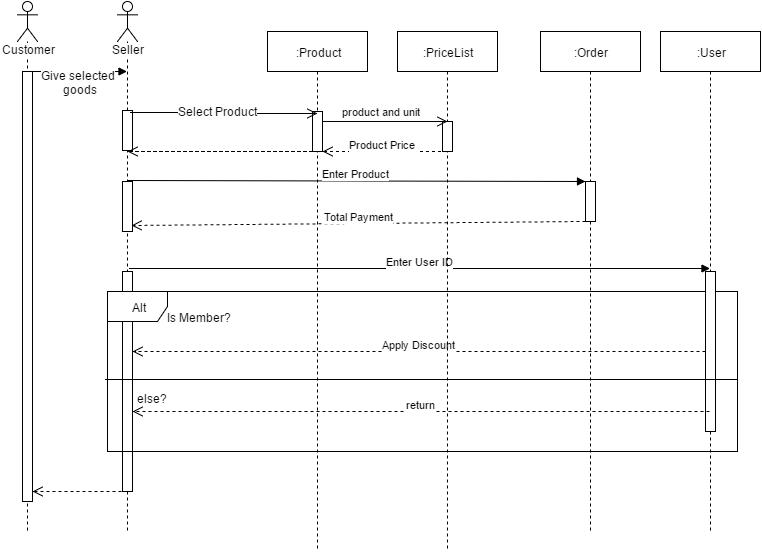 Customer
Seller
:Product
:PriceList
:Order
:User
Give selected
goods
Select Product
product and unit
Product Price
Enter Product
Total Payment
Enter User ID
Alt
Is Member?
Apply Discount
else?
return